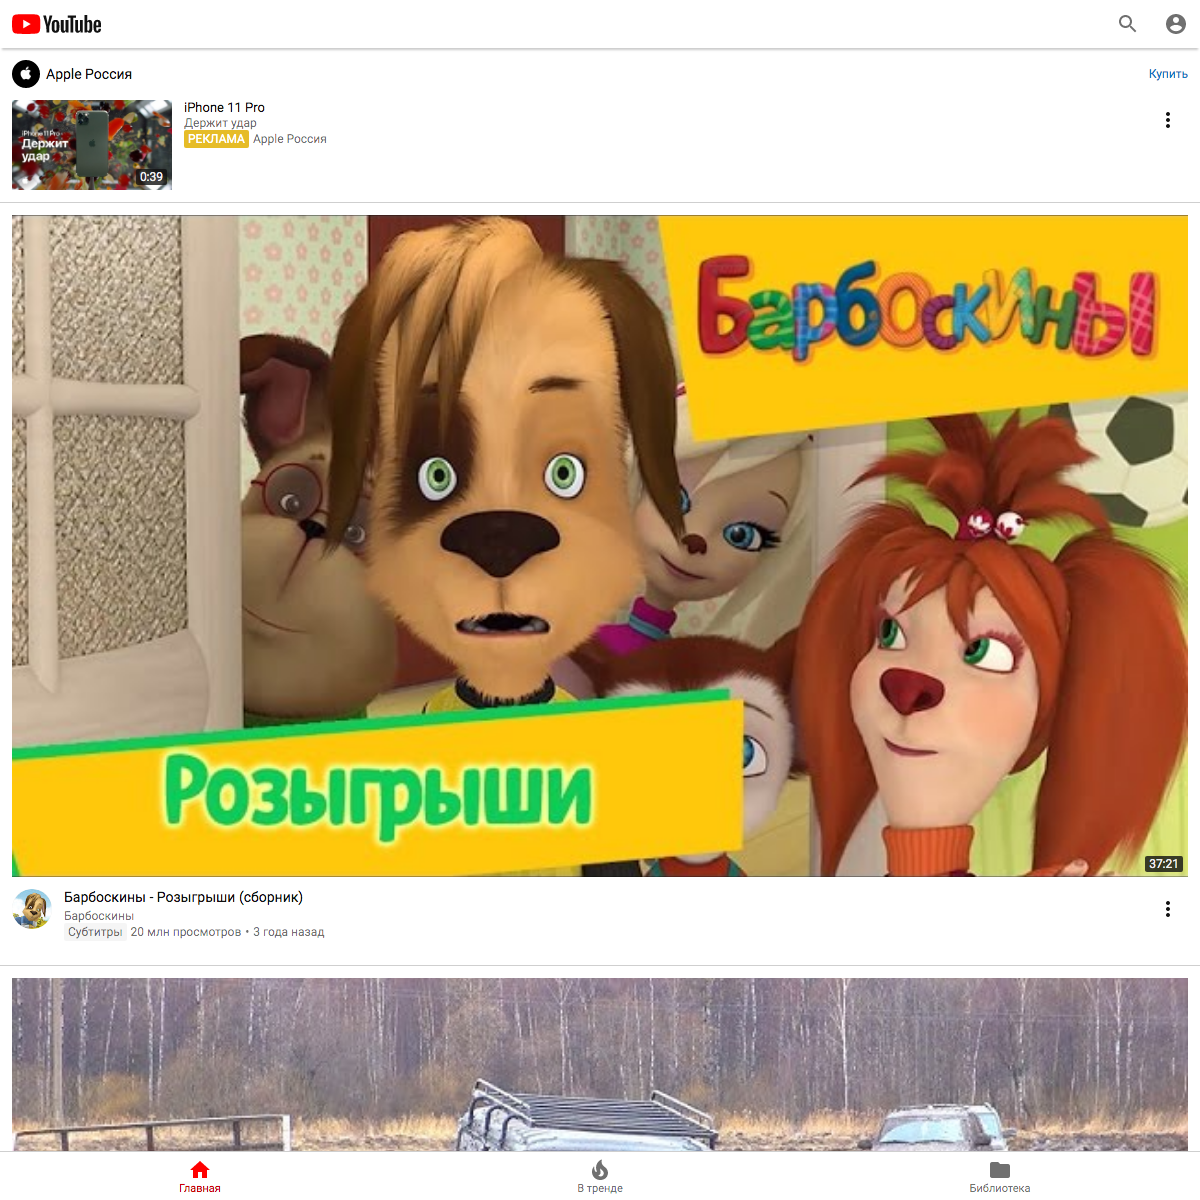 YouTube
Apple Россия
Купить
iPhone 11 Pro
Держит удар
0:39
iPhone 11 Pro
Держит удар
РЕКЛАМА Apple Россия
Барбоскины
Розыгрыши
37:21
Барбоскины - Розыгрыши (сборник)
Барбоскины
Субтитры 20 млн просмотров • 3 года назад
Главная
В тренде
Библиотека